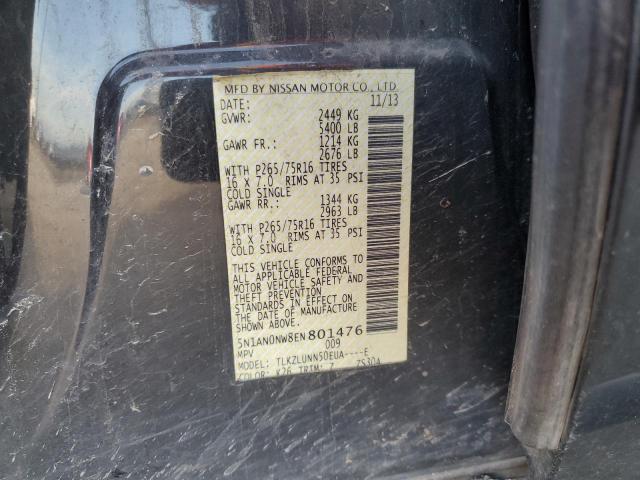 MFD BY NISSAN MOTOR CO., LTD.
DATE: 11/13
GVWR: 2449 KG
5400 LB
GAWR FR.: 1214 KG
2676 LB
WITH P265/75R16 TIRES
16 X 7.0 RIMS AT 35 PSI
COLD SINGLE
GAWR RR.: 1344 KG
2963 LB
WITH P265/75R16 TIRES
16 X 7.0 RIMS AT 35 PSI
COLD SINGLE
THIS VEHICLE CONFORMS TO
ALL APPLICABLE FEDERAL
MOTOR VEHICLE SAFETY AND
THEFT PREVENTION
STANDARDS IN EFFECT ON
THE DATE OF MANUFACTURE
SHOWN ABOVE.
5N1AN0NW8EN801476
MPV 009
MODEL: TLKZLUNN50EUA----E
COLOR: K26 TRIM: Z ZS30A